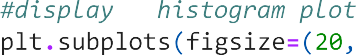 #display   histogram plot
plt.subplots(figsize=(20,